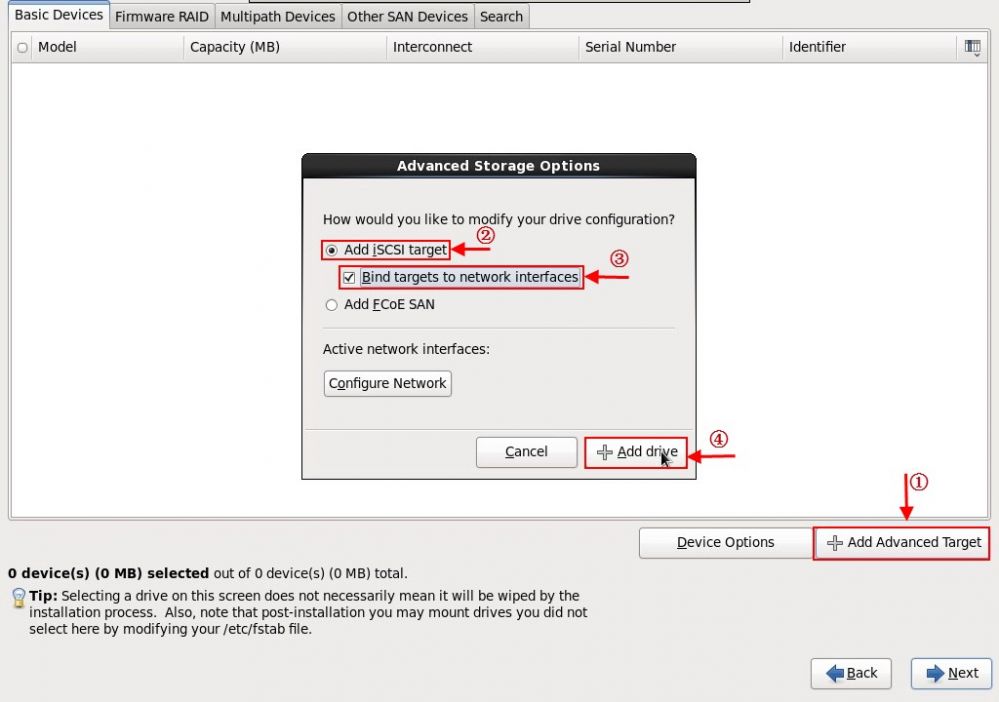 Basic Devices Firmware RAID Multipath Devices Other SAN Devices Search
Model Capacity (MB) Interconnect Serial Number Identifier
Advanced Storage Options
How would you like to modify your drive configuration?
②
Add iSCSI target
③
Bind targets to network interfaces
Add FCoE SAN
Active network interfaces:
Configure Network
④
Cancel Add drive
①
Device Options Add Advanced Target
0 device(s) (0 MB) selected out of 0 device(s) (0 MB) total.
Tip: Selecting a drive on this screen does not necessarily mean it will be wiped by the
installation process. Also, note that post-installation you may mount drives you did not
select here by modifying your /etc/fstab file.
Back Next